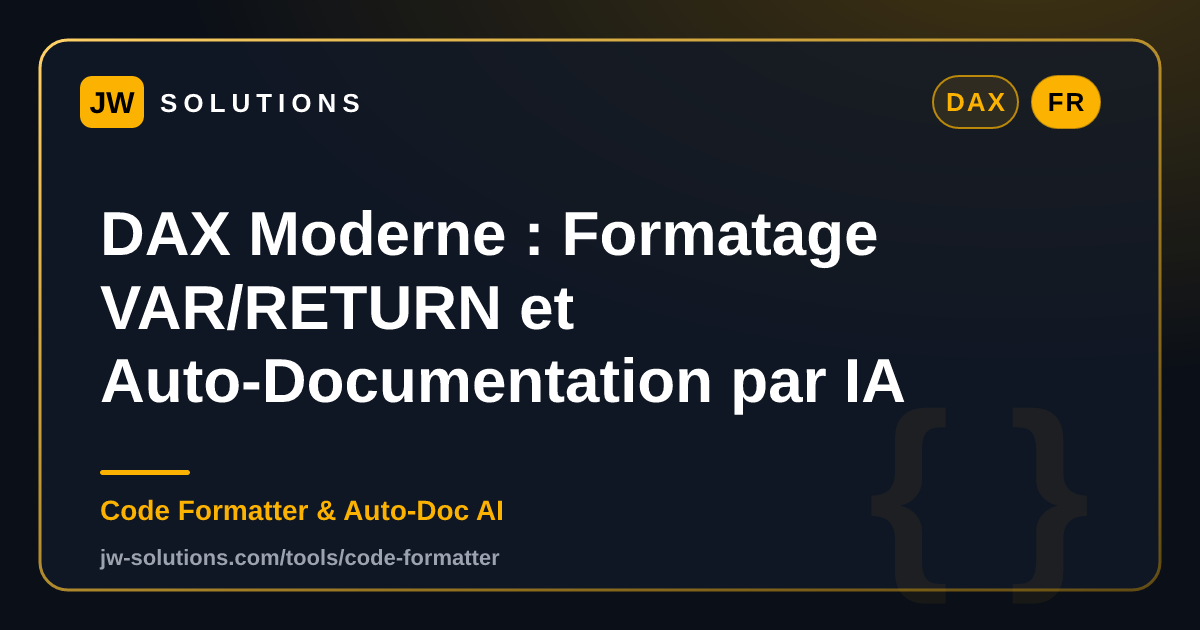 JW SOLUTIONS
DAX FR
DAX Moderne : Formatage
VAR/RETURN et
Auto-Documentation par IA
Code Formatter & Auto-Doc AI
jw-solutions.com/tools/code-formatter
{ }